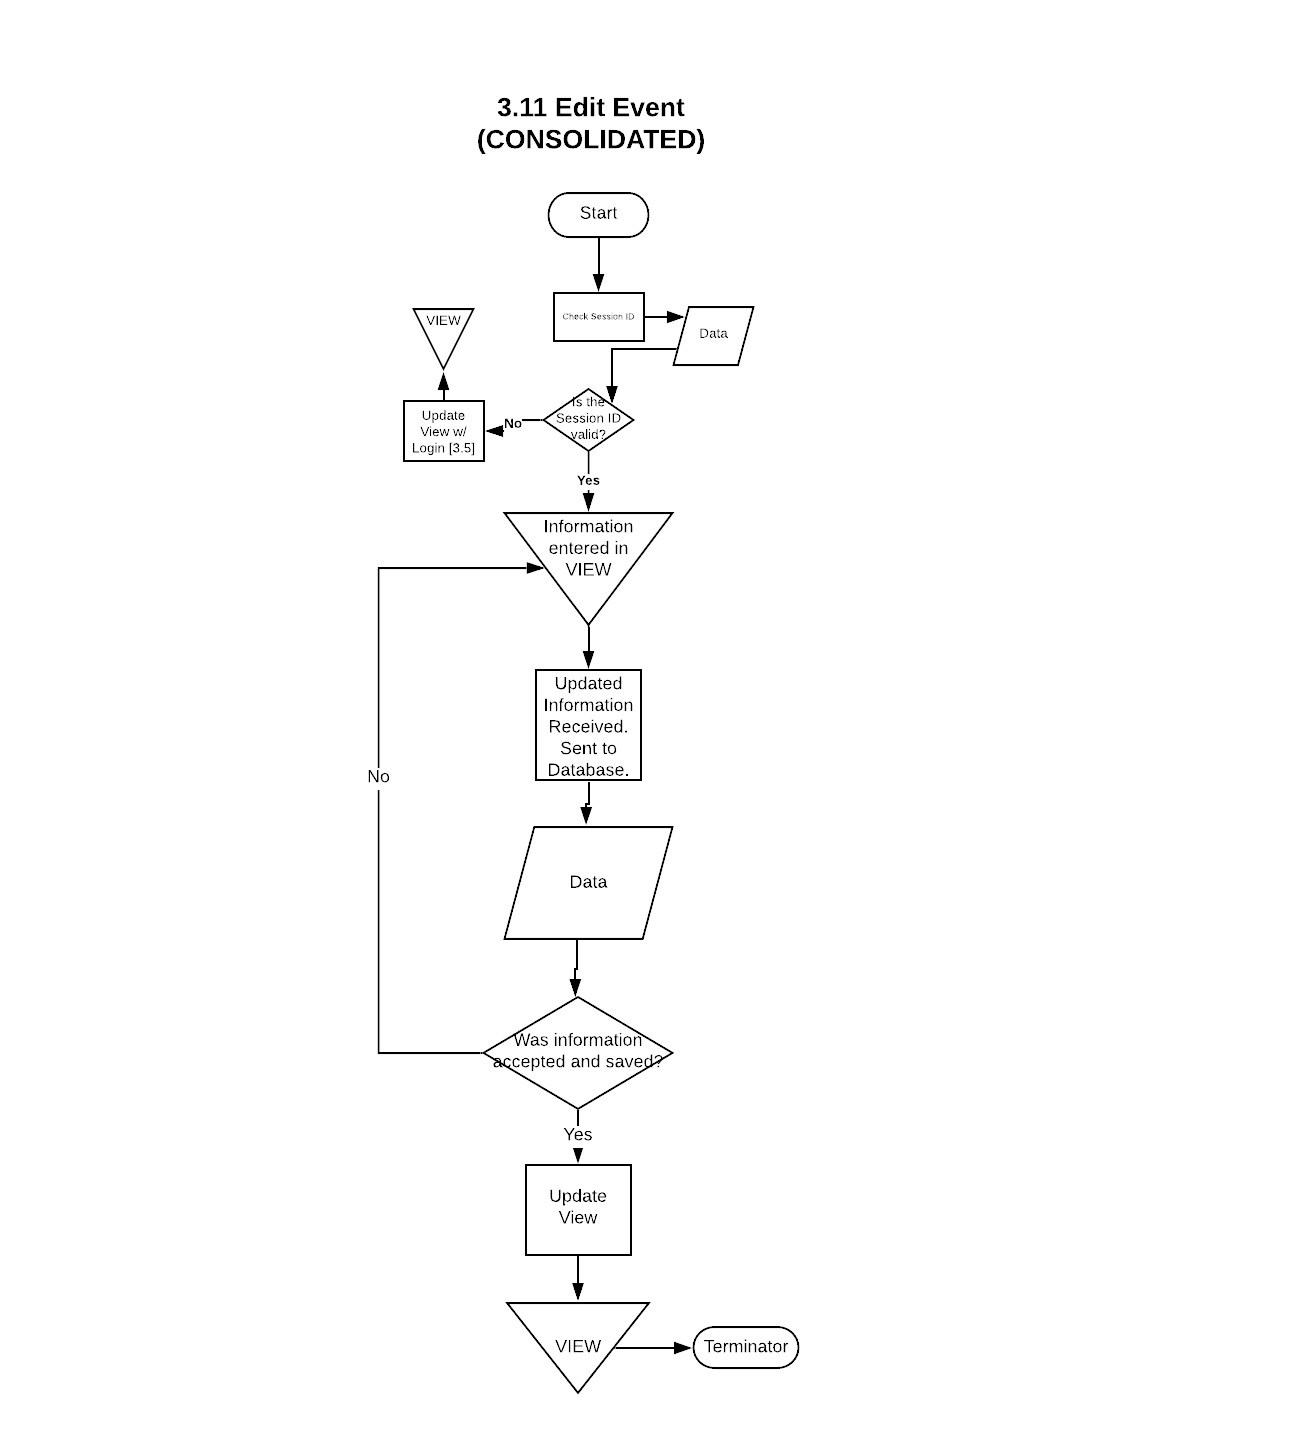 3.11 Edit Event
(CONSOLIDATED)
Start
Check Session ID
Data
VIEW
Is the
Session ID
valid?
No
Update
View w/
Login [3.5]
Yes
Information
entered in
VIEW
Updated
Information
Received.
Sent to
Database.
No
Data
Was information
accepted and saved?
Yes
Update
View
VIEW
Terminator